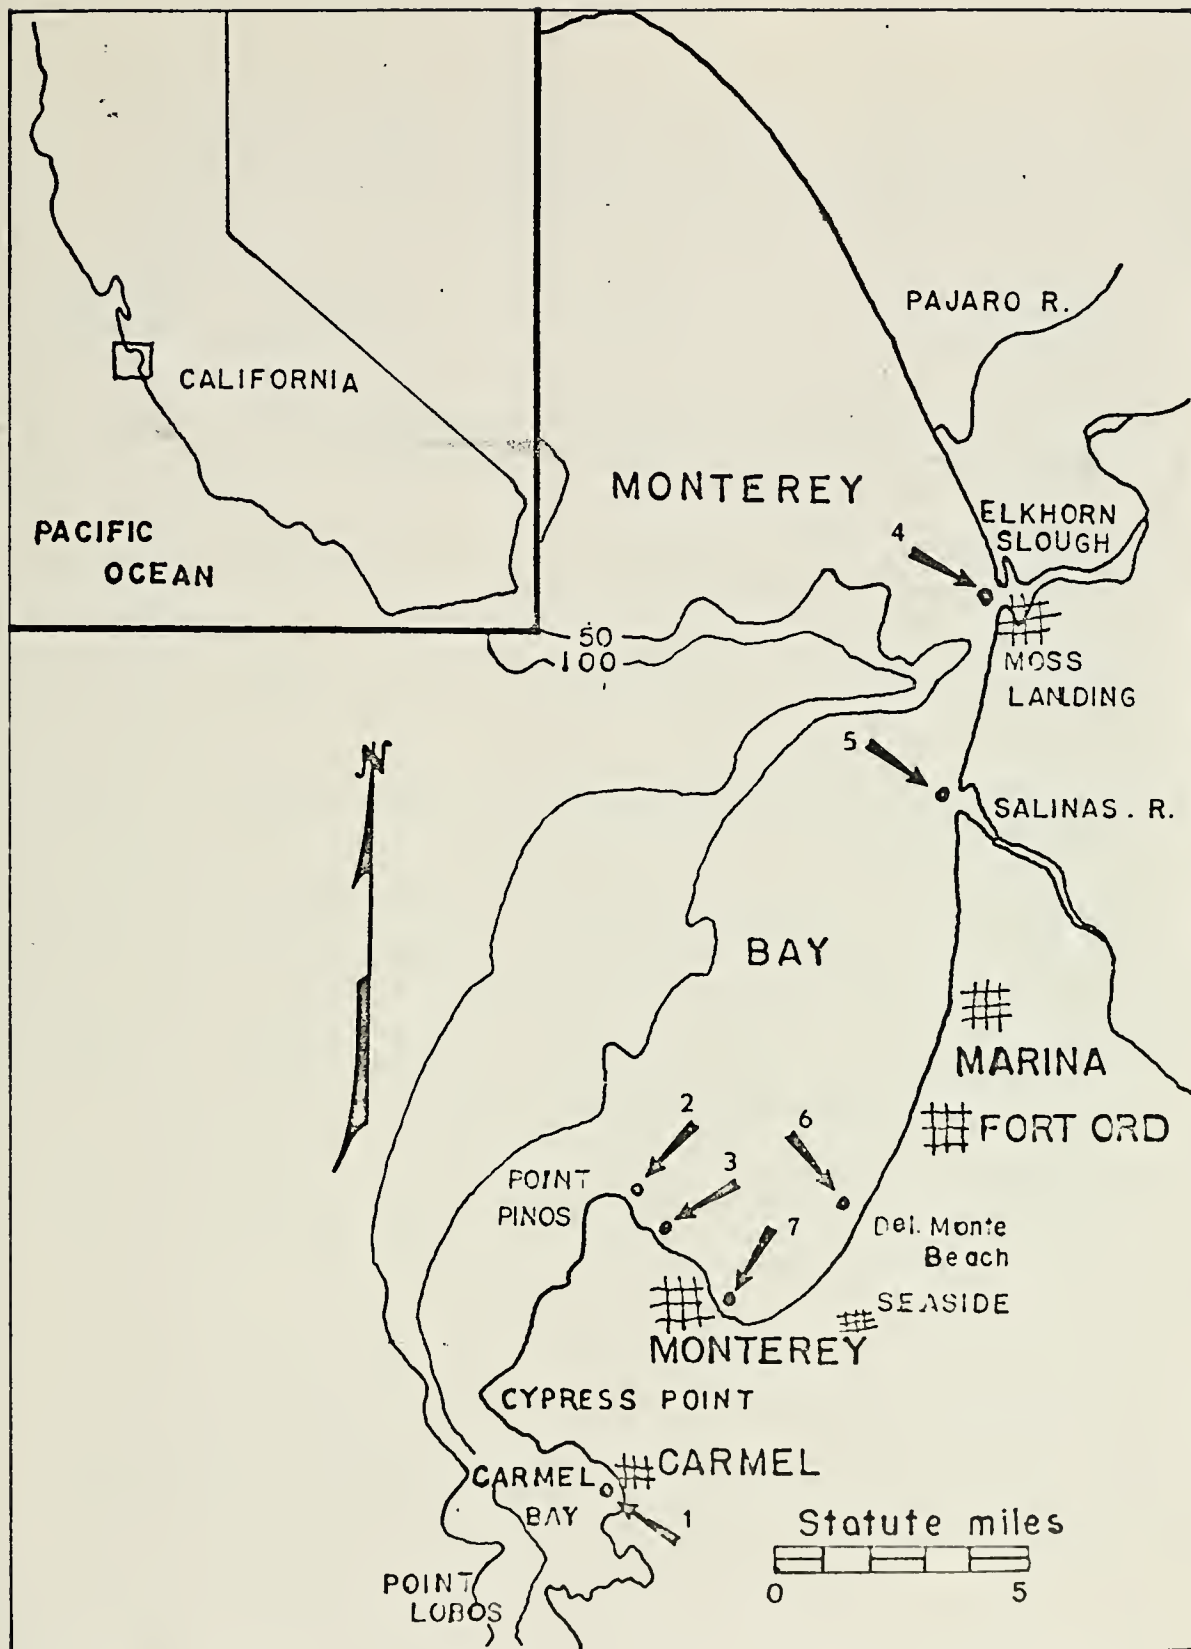 PACIFIC
OCEAN
CALIFORNIA
PAJARO R.
MONTEREY
ELKHORN
SLOUGH
4
50
100
MOSS
LANDING
5
N
SALINAS . R.
BAY
MARINA
FORT ORD
2
6
3
POINT
PINOS
7
Del. Monte
Beach
SEASIDE
MONTEREY
CYPRESS POINT
CARMEL
CARMEL
BAY
1
Statute miles
0 5
POINT
LOBOS